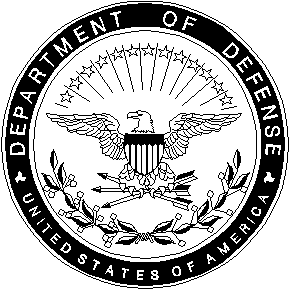 DEPARTMENT OF DEFENSE
UNITED STATES OF AMERICA